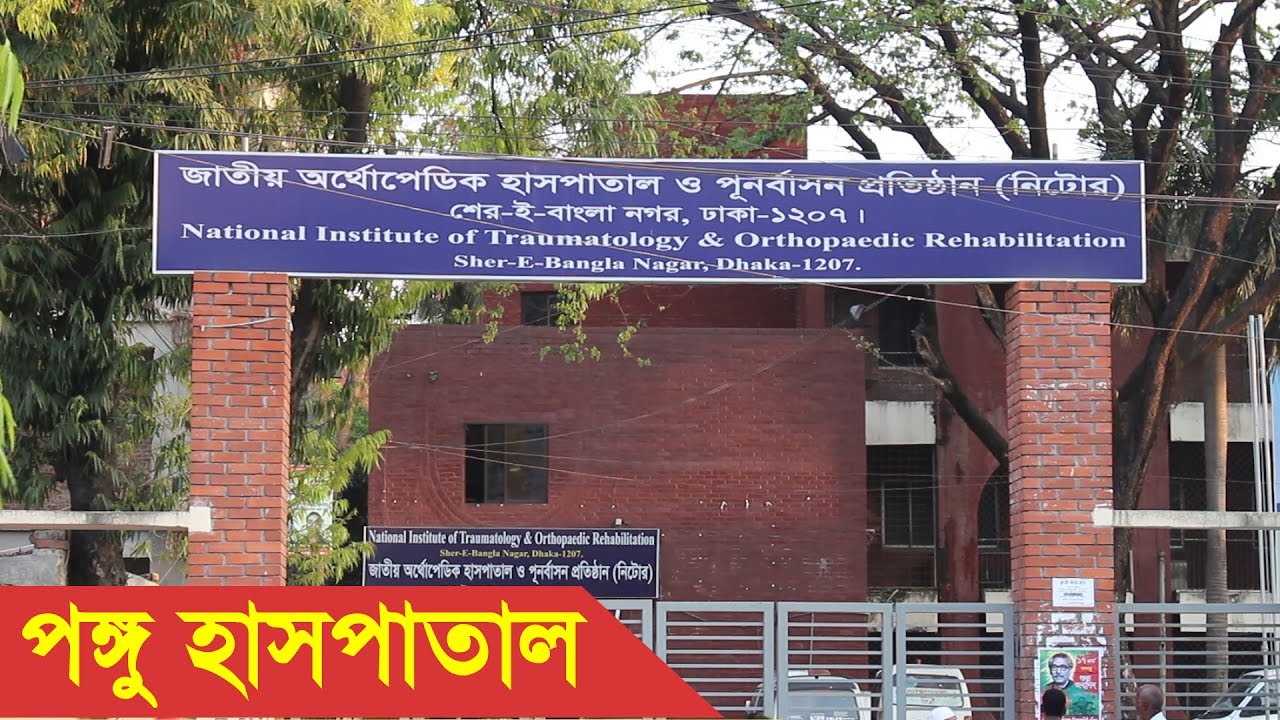 জাতীয় অর্থোপেডিক হাসপাতাল ও পূনর্বাসন প্রতিষ্ঠান (নিটোর)
শের-ই-বাংলা নগর, ঢাকা-১২০৭।
National Institute of Traumatology & Orthopaedic Rehabilitation
Sher-E-Bangla Nagar, Dhaka-1207.
National Institute of Traumatology & Orthopaedic Rehabilitation
Sher-E-Bangla Nagar, Dhaka-1207.
জাতীয় অর্থোপেডিক হাসপাতাল ও পূনর্বাসন প্রতিষ্ঠান (নিটোর)
পঙ্গু হাসপাতাল